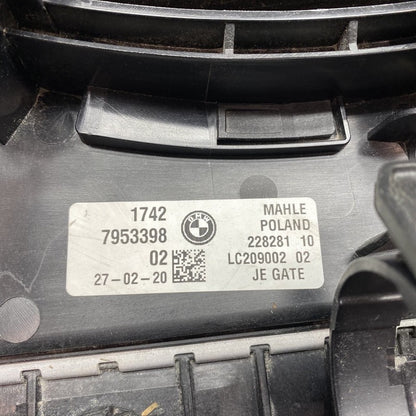 1742
7953398
02
27-02-20
BMW
MAHLE
POLAND
228281 10
LC209002 02
JE GATE